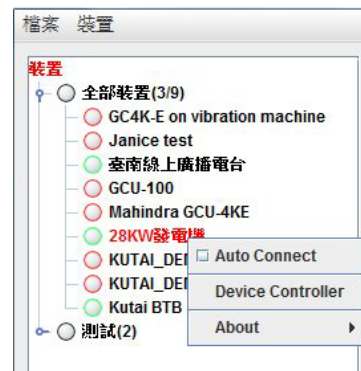 檔案 裝置
裝置
全部裝置(3/9)
GC4K-E on vibration machine
Janice test
臺南線上廣播電台
GCU-100
Mahindra GCU-4KE
28KW發電機
KUTAI_DEM
KUTAI_DEM
Kutai BTB
測試(2)
Auto Connect
Device Controller
About